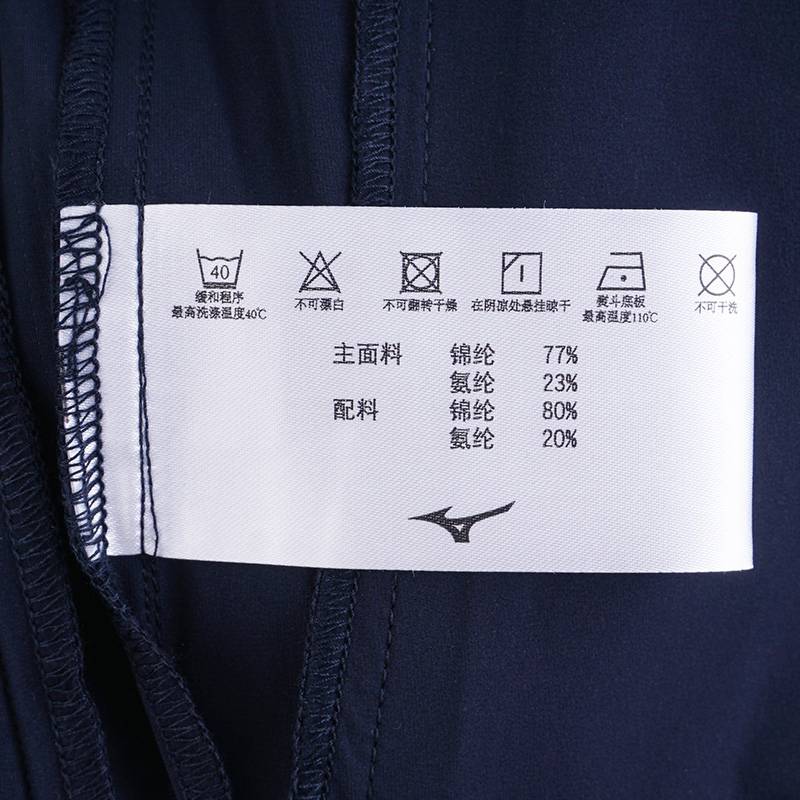 40
缓和程序
最高洗涤温度40℃
不可漂白
不可翻转干燥
在阴凉处悬挂晾干
熨斗底板
最高温度110℃
不可干洗
主面料 锦纶 77%
氨纶 23%
配料 锦纶 80%
氨纶 20%